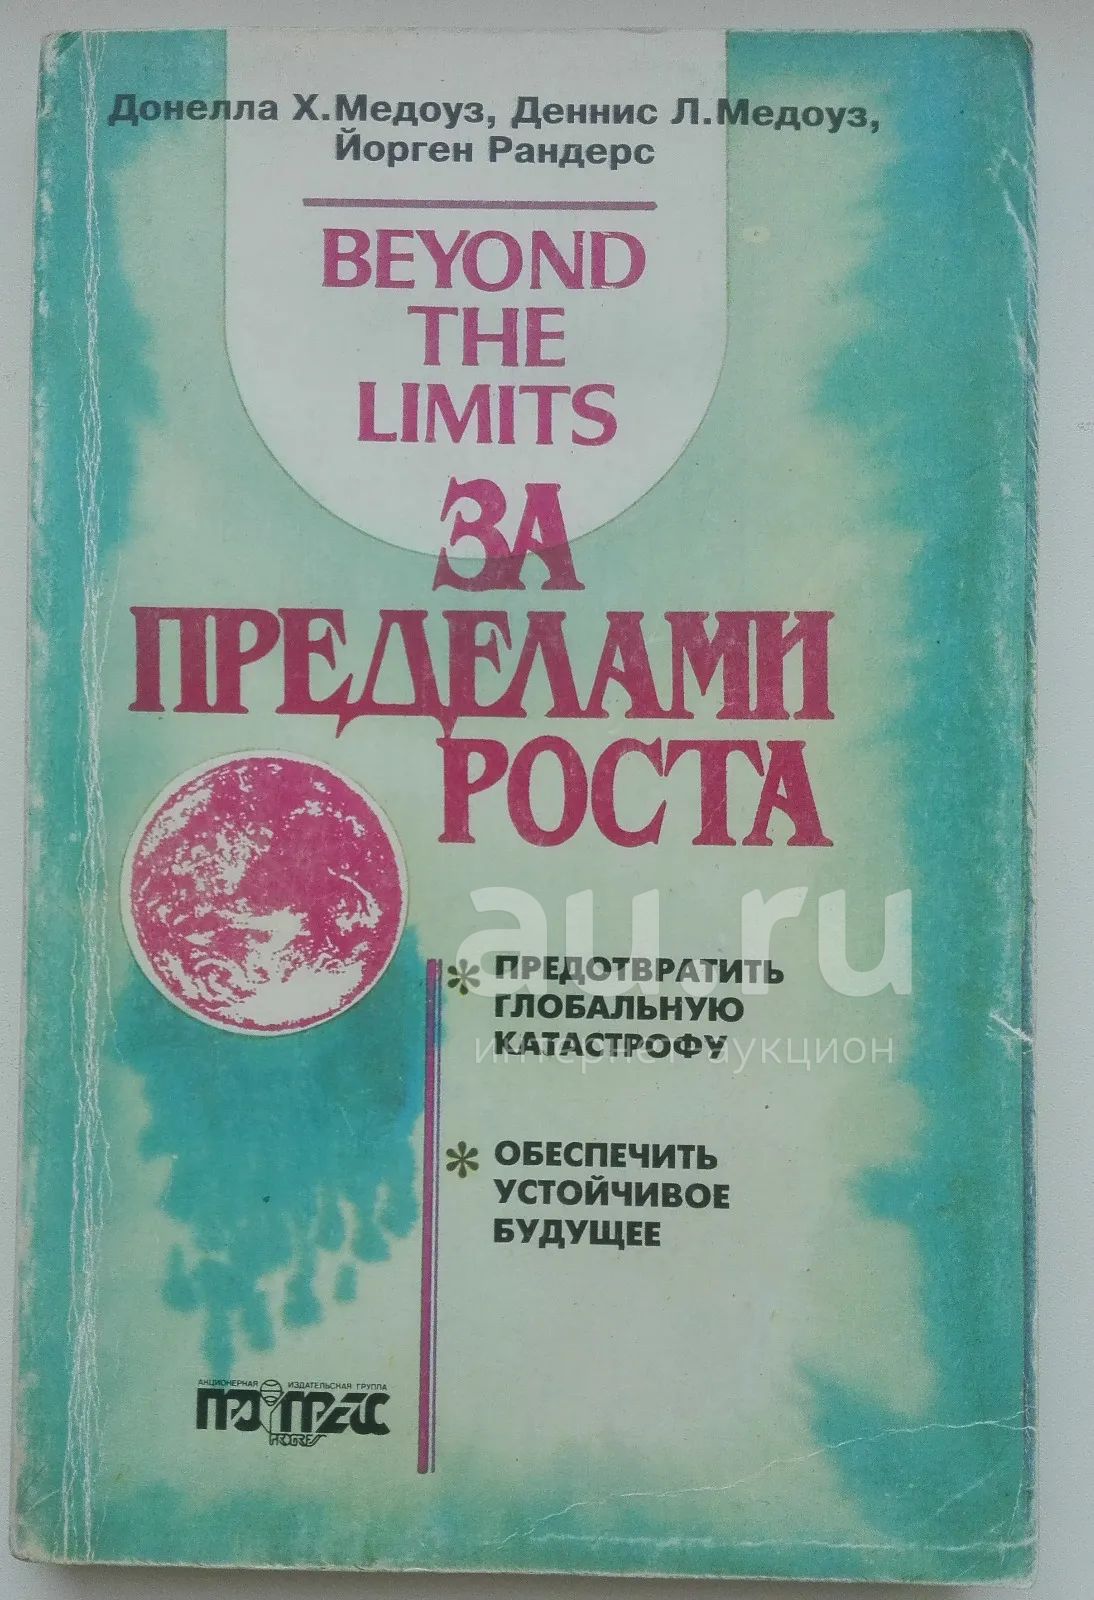 Донелла Х.Медоуз, Деннис Л.Медоуз,
Йорген Рандерс
BEYOND
THE
LIMITS
ЗА
ПРЕДЕЛАМИ
РОСТА
au.ru
интернет-аукцион
* ПРЕДОТВРАТИТЬ
ГЛОБАЛЬНУЮ
КАТАСТРОФУ
* ОБЕСПЕЧИТЬ
УСТОЙЧИВОЕ
БУДУЩЕЕ
АКЦИОНЕРНАЯ ИЗДАТЕЛЬСКАЯ ГРУППА
ПРОГРЕСС
PROGRESS